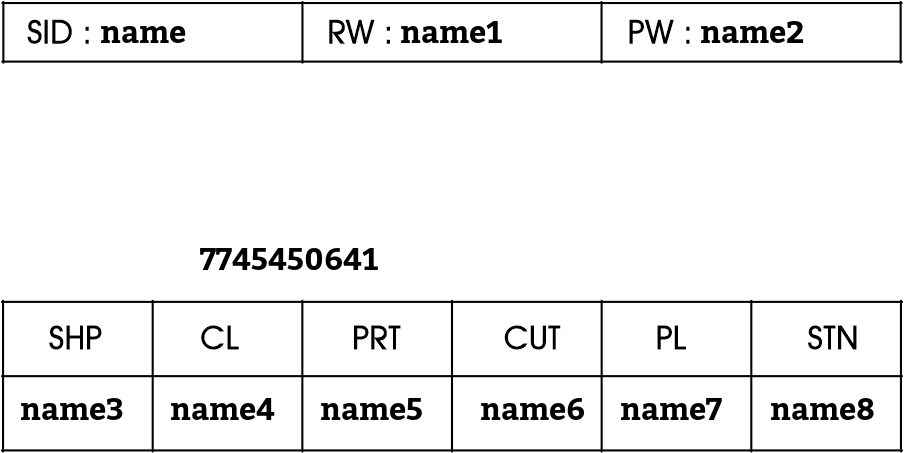 SID : name RW : name1 PW : name2
7745450641
SHP CL PRT CUT PL STN
name3 name4 name5 name6 name7 name8